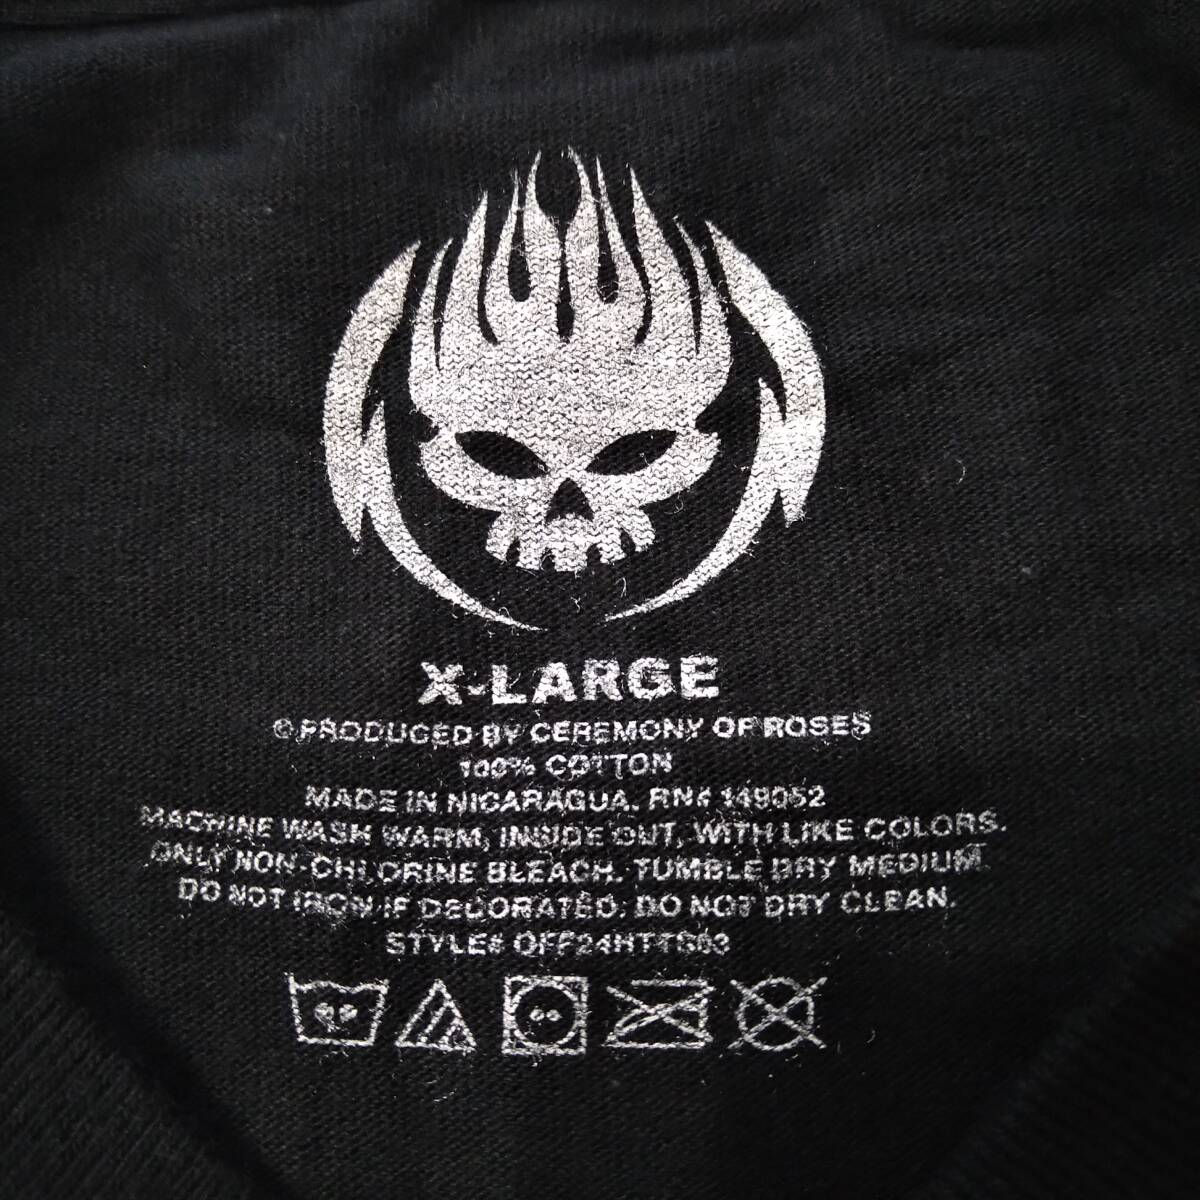 X-LARGE
© PRODUCED BY CEREMONY OF ROSES
100% COTTON
MADE IN NICARAGUA. RN# 149052
MACHINE WASH WARM, INSIDE OUT, WITH LIKE COLORS.
ONLY NON-CHLORINE BLEACH. TUMBLE DRY MEDIUM.
DO NOT IRON IF DECORATED. DO NOT DRY CLEAN.
STYLE# OFF24HTTS03